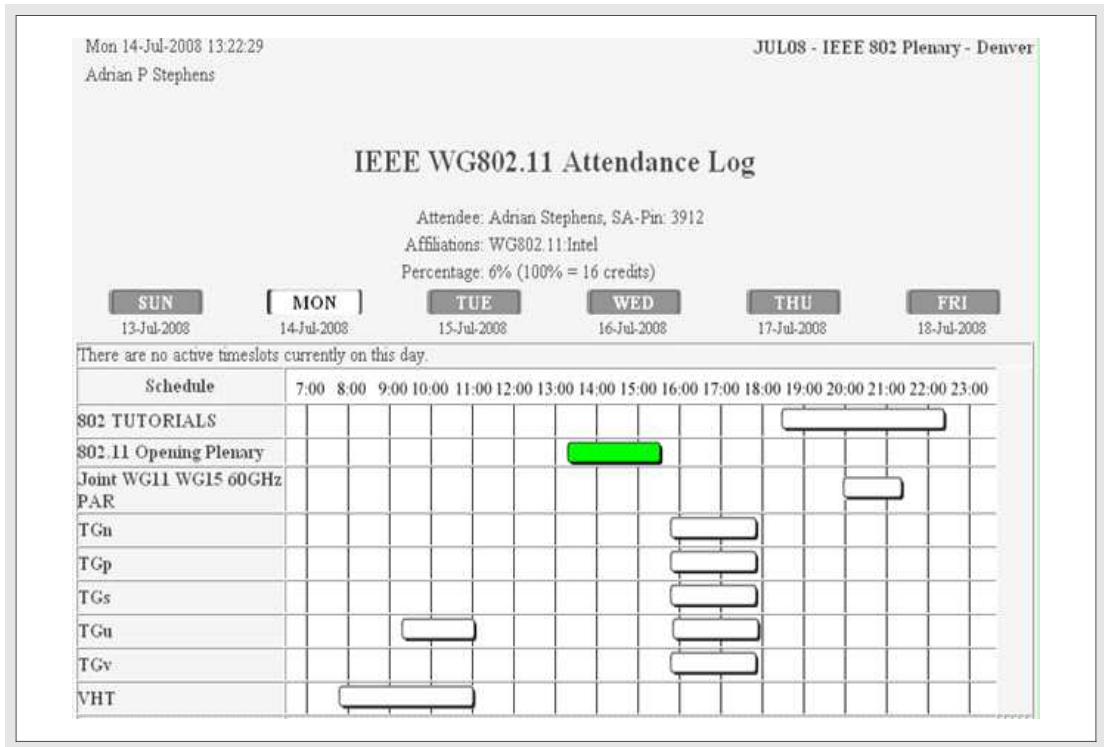 Mon 14-Jul-2008 13:22:29
JUL08 - IEEE 802 Plenary - Denver
Adrian P Stephens
IEEE WG802.11 Attendance Log
Attendee: Adrian Stephens, SA-Pin: 3912
Affiliations: WG802.11:Intel
Percentage: 6% (100% = 16 credits)
SUN MON TUE WED THU FRI
13-Jul-2008 14-Jul-2008 15-Jul-2008 16-Jul-2008 17-Jul-2008 18-Jul-2008
There are no active timeslots currently on this day.
Schedule 7:00 8:00 9:00 10:00 11:00 12:00 13:00 14:00 15:00 16:00 17:00 18:00 19:00 20:00 21:00 22:00 23:00
802 TUTORIALS
802.11 Opening Plenary
Joint WG11 WG15 60GHz
PAR
TGn
TGp
TGs
TGu
TGv
VHT